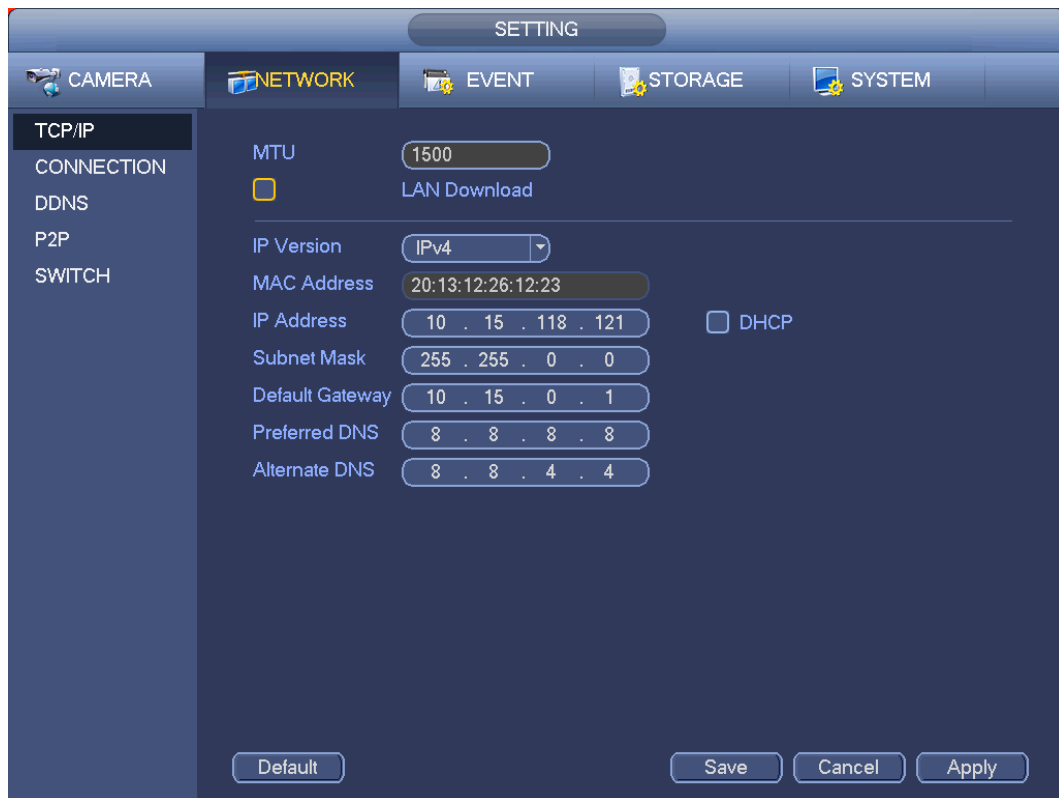 SETTING
CAMERA NETWORK EVENT STORAGE SYSTEM
TCP/IP
CONNECTION
DDNS
P2P
SWITCH
MTU 1500
LAN Download
IP Version IPv4
MAC Address 20:13:12:26:12:23
IP Address 10 . 15 . 118 . 121 DHCP
Subnet Mask 255 . 255 . 0 . 0
Default Gateway 10 . 15 . 0 . 1
Preferred DNS 8 . 8 . 8 . 8
Alternate DNS 8 . 8 . 4 . 4
Default Save Cancel Apply